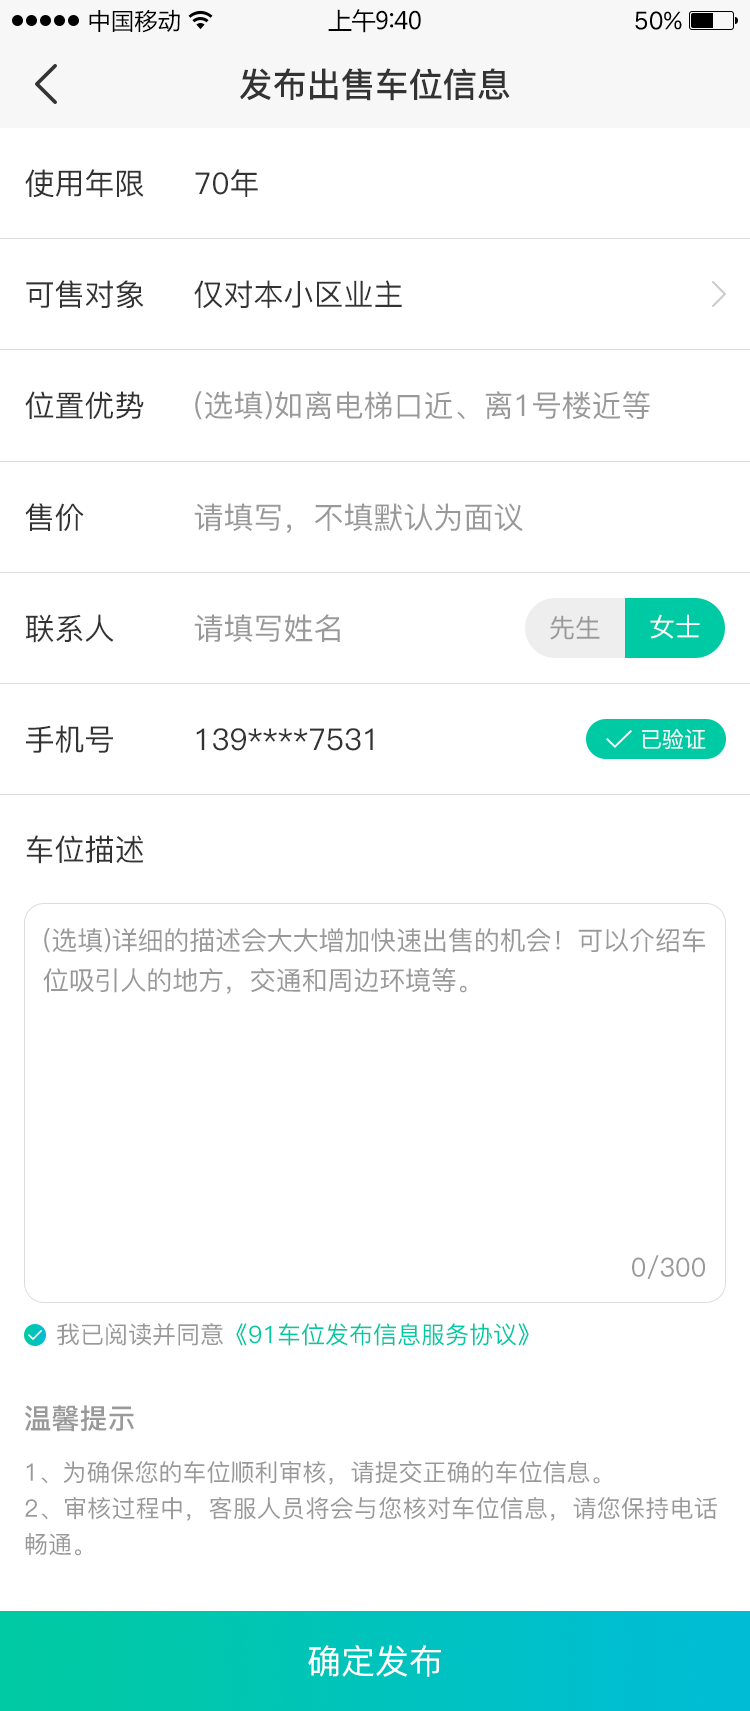 中国移动 上午9:40 50%
发布出售车位信息
使用年限 70年
可售对象 仅对本小区业主
位置优势 (选填)如离电梯口近、离1号楼近等
售价 请填写，不填默认为面议
联系人 请填写姓名 先生 女士
手机号 139****7531 已验证
车位描述
(选填)详细的描述会大大增加快速出售的机会！可以介绍车
位吸引人的地方，交通和周边环境等。
0/300
我已阅读并同意《91车位发布信息服务协议》
温馨提示
1、为确保您的车位顺利审核，请提交正确的车位信息。
2、审核过程中，客服人员将会与您核对车位信息，请您保持电话
畅通。
确定发布